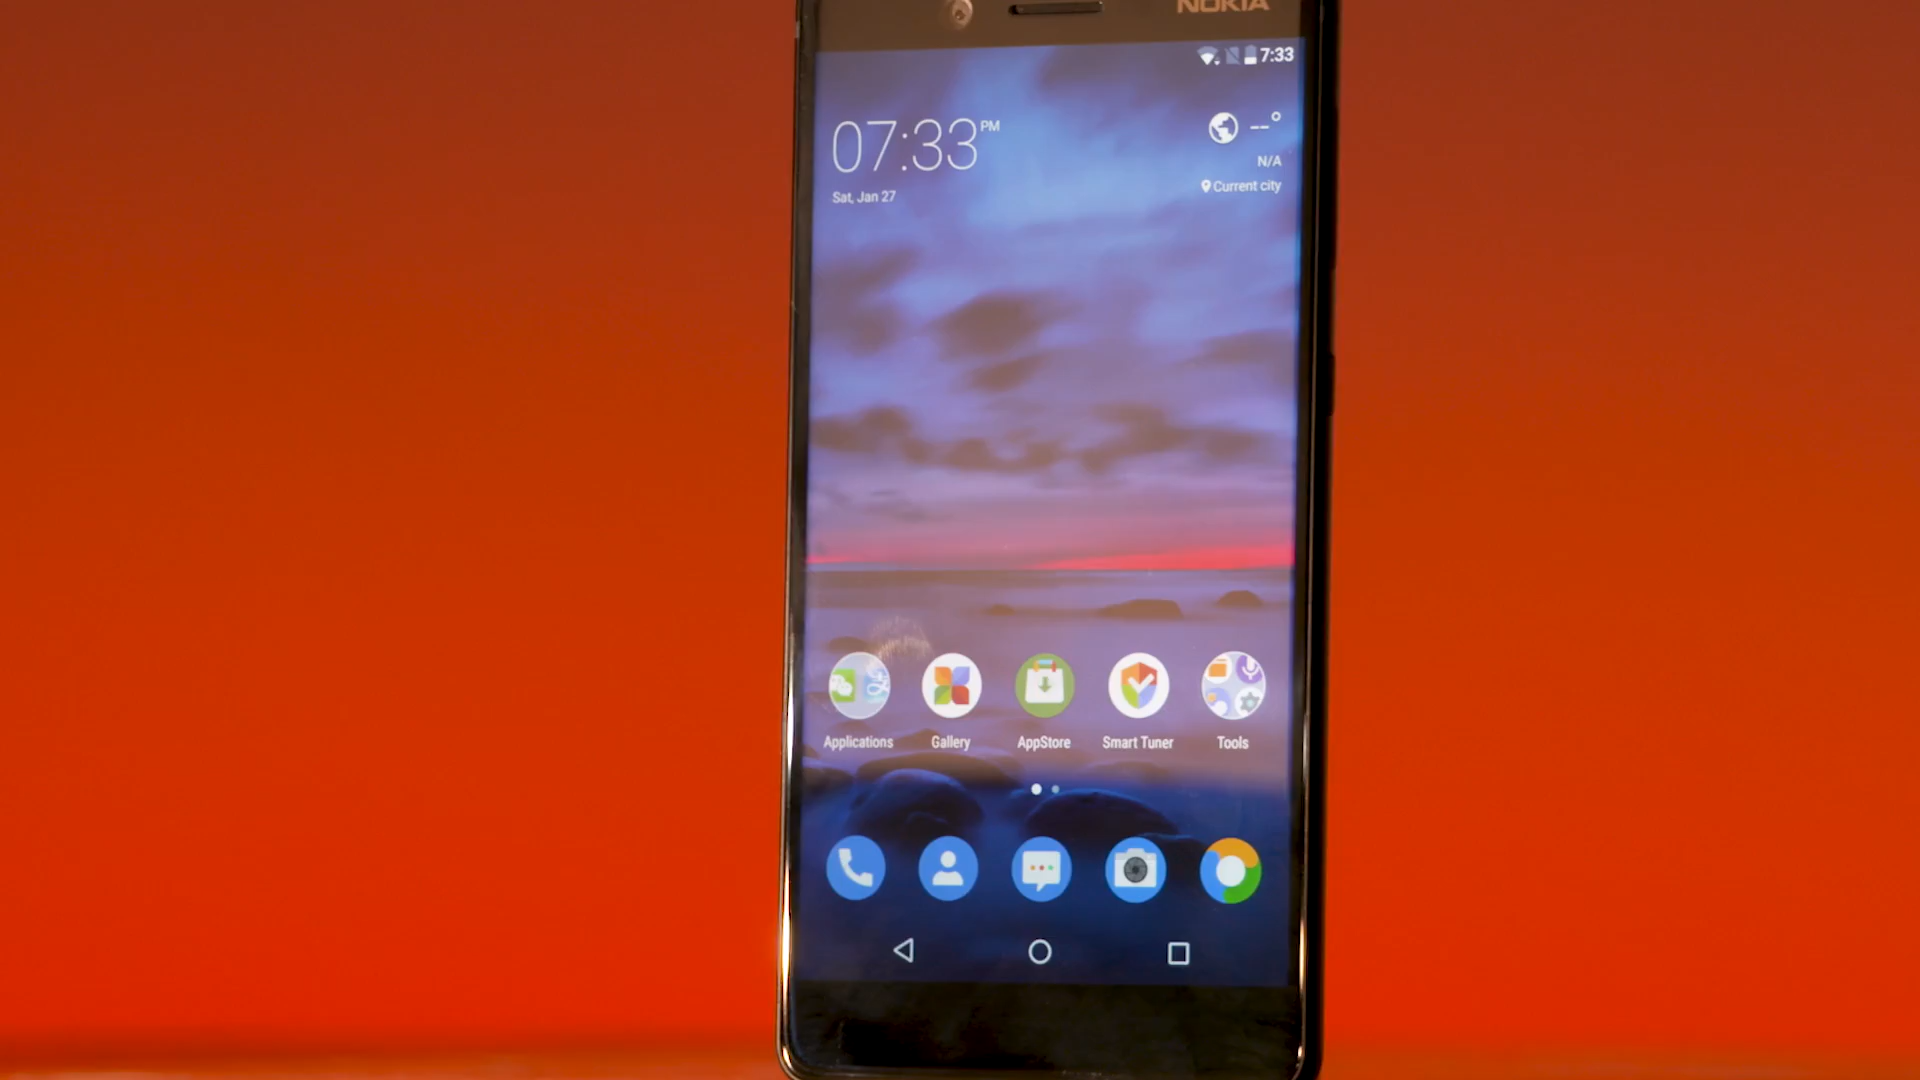 NOKIA
7:33
07:33 PM
--°
N/A
Sat, Jan 27
Current city
Applications
Gallery
AppStore
Smart Tuner
Tools